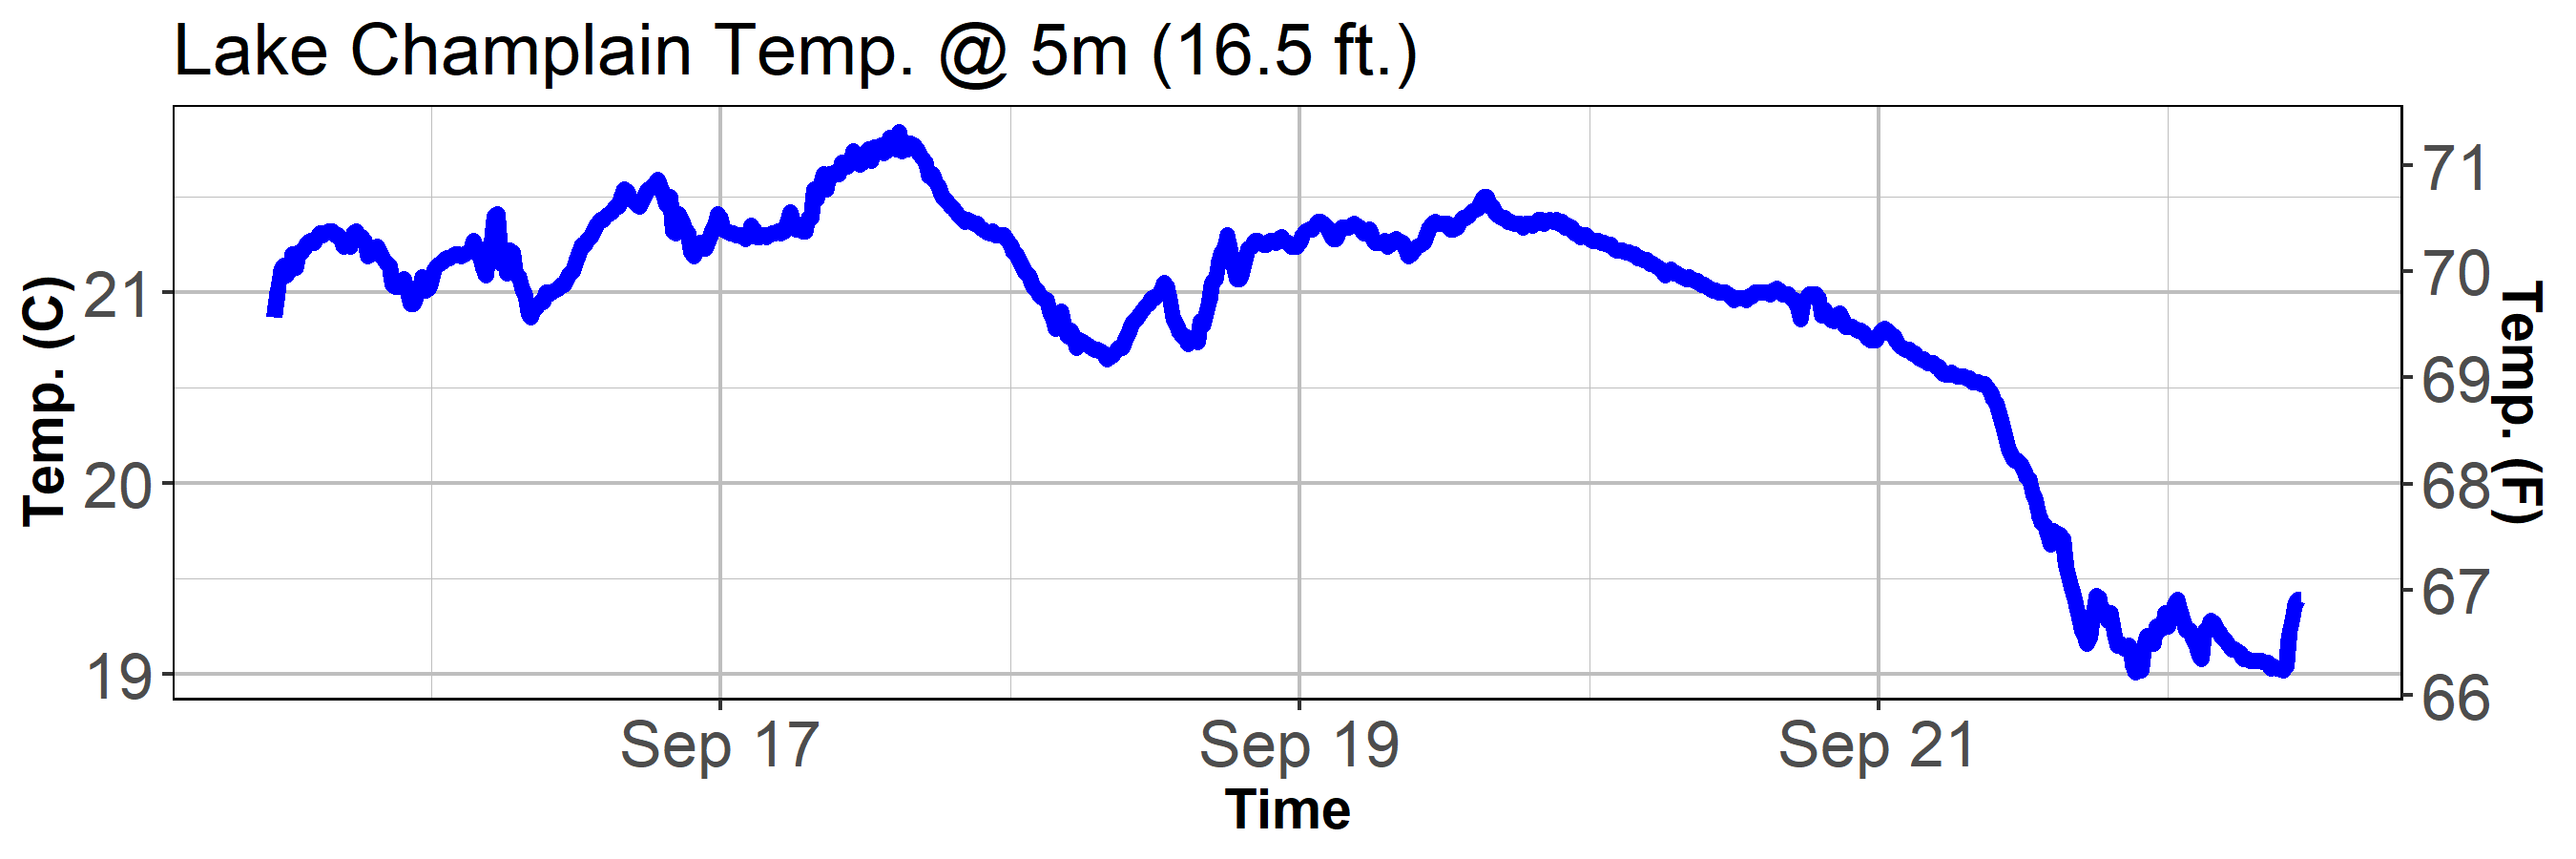 Lake Champlain Temp. @ 5m (16.5 ft.)
Temp. (C)
21
20
19
71
70
69
68
67
66
Temp. (F)
Sep 17
Sep 19
Sep 21
Time